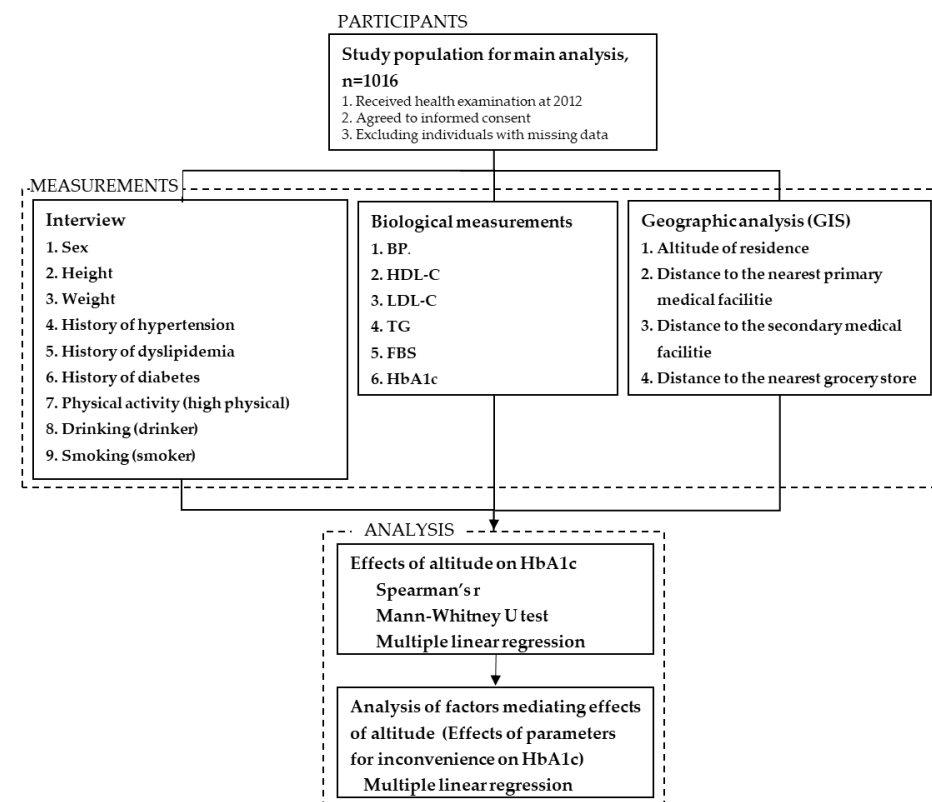 PARTICIPANTS
Study population for main analysis,
n=1016
1. Received health examination at 2012
2. Agreed to informed consent
3. Excluding individuals with missing data
MEASUREMENTS
Interview
1. Sex
2. Height
3. Weight
4. History of hypertension
5. History of dyslipidemia
6. History of diabetes
7. Physical activity (high physical)
8. Drinking (drinker)
9. Smoking (smoker)
Biological measurements
1. BP.
2. HDL-C
3. LDL-C
4. TG
5. FBS
6. HbA1c
Geographic analysis (GIS)
1. Altitude of residence
2. Distance to the nearest primary
medical facilitie
3. Distance to the secondary medical
facilitie
4. Distance to the nearest grocery store
ANALYSIS
Effects of altitude on HbA1c
Spearman's r
Mann-Whitney U test
Multiple linear regression
Analysis of factors mediating effects
of altitude (Effects of parameters
for inconvenience on HbA1c)
Multiple linear regression